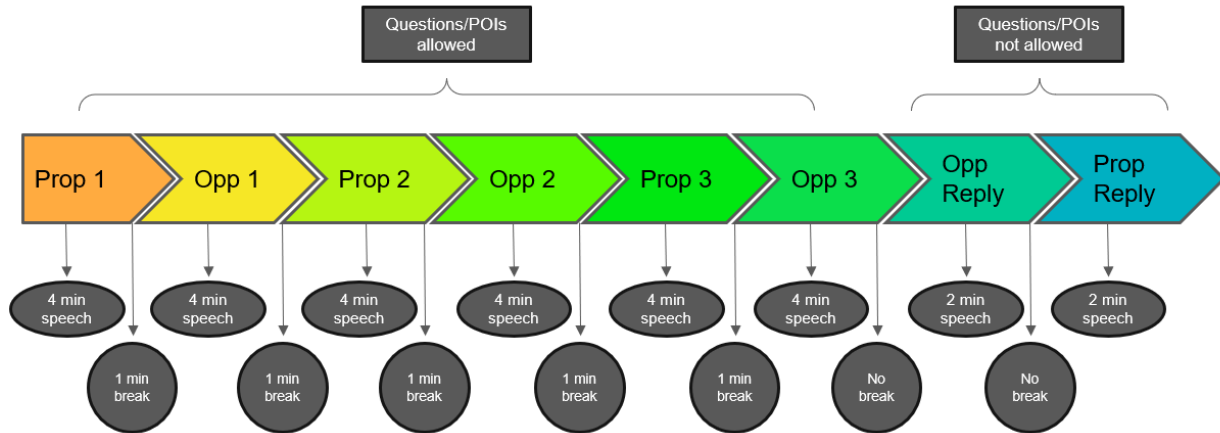 Questions/POIs
allowed
Questions/POIs
not allowed
Prop 1
Opp 1
Prop 2
Opp 2
Prop 3
Opp 3
Opp
Reply
Prop
Reply
4 min
speech
4 min
speech
4 min
speech
4 min
speech
4 min
speech
4 min
speech
2 min
speech
2 min
speech
1 min
break
1 min
break
1 min
break
1 min
break
1 min
break
No
break
No
break